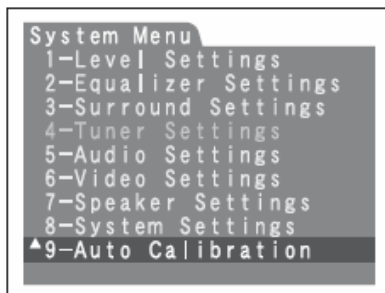 System Menu
1-Level Settings
2-Equalizer Settings
3-Surround Settings
4-Tuner Settings
5-Audio Settings
6-Video Settings
7-Speaker Settings
8-System Settings
▲9-Auto Calibration